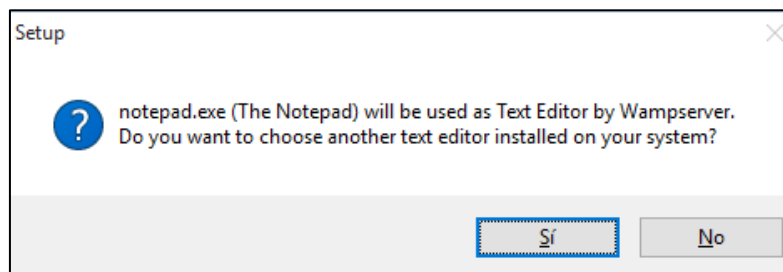 Setup
notepad.exe (The Notepad) will be used as Text Editor by Wampserver.
Do you want to choose another text editor installed on your system?
Sí
No